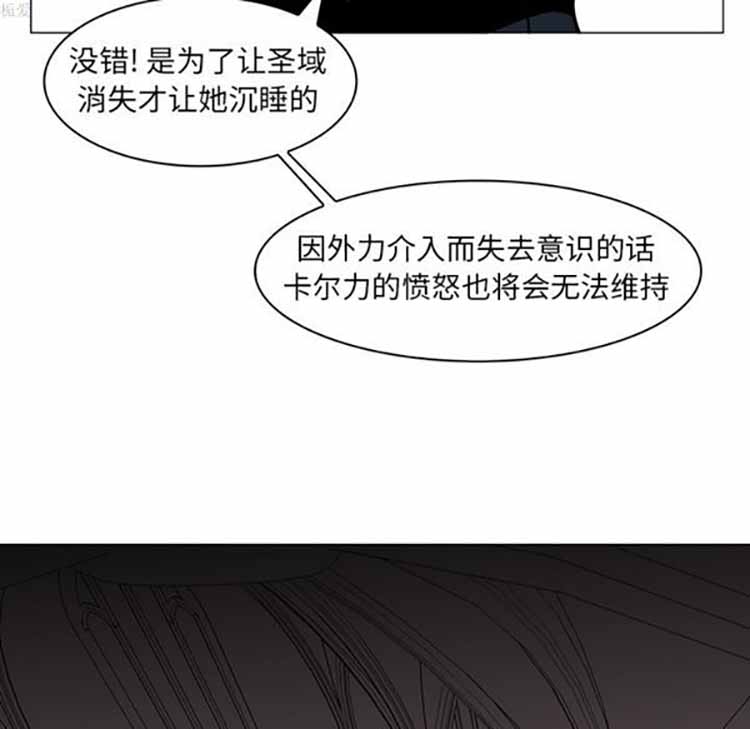 栀爱
没错! 是为了让圣域
消失才让她沉睡的
因外力介入而失去意识的话
卡尔力的愤怒也将会无法维持